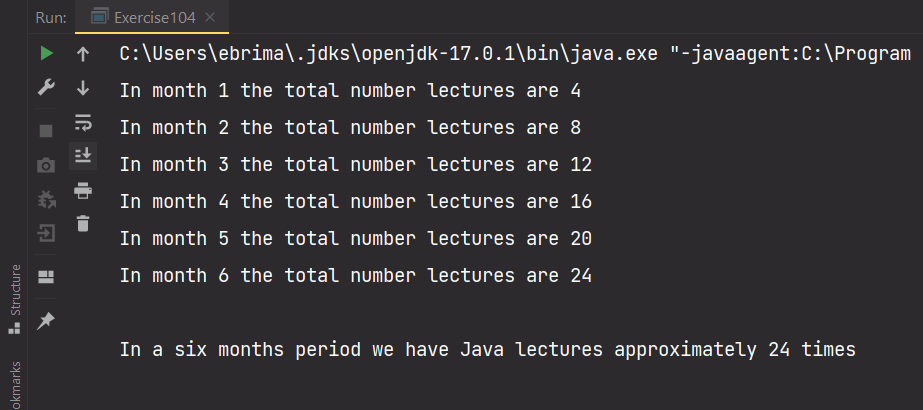 Run: Exercise104
C:\Users\ebrima\.jdks\openjdk-17.0.1\bin\java.exe "-javaagent:C:\Program
In month 1 the total number lectures are 4
In month 2 the total number lectures are 8
In month 3 the total number lectures are 12
In month 4 the total number lectures are 16
In month 5 the total number lectures are 20
In month 6 the total number lectures are 24
In a six months period we have Java lectures approximately 24 times
Structure
okmarks